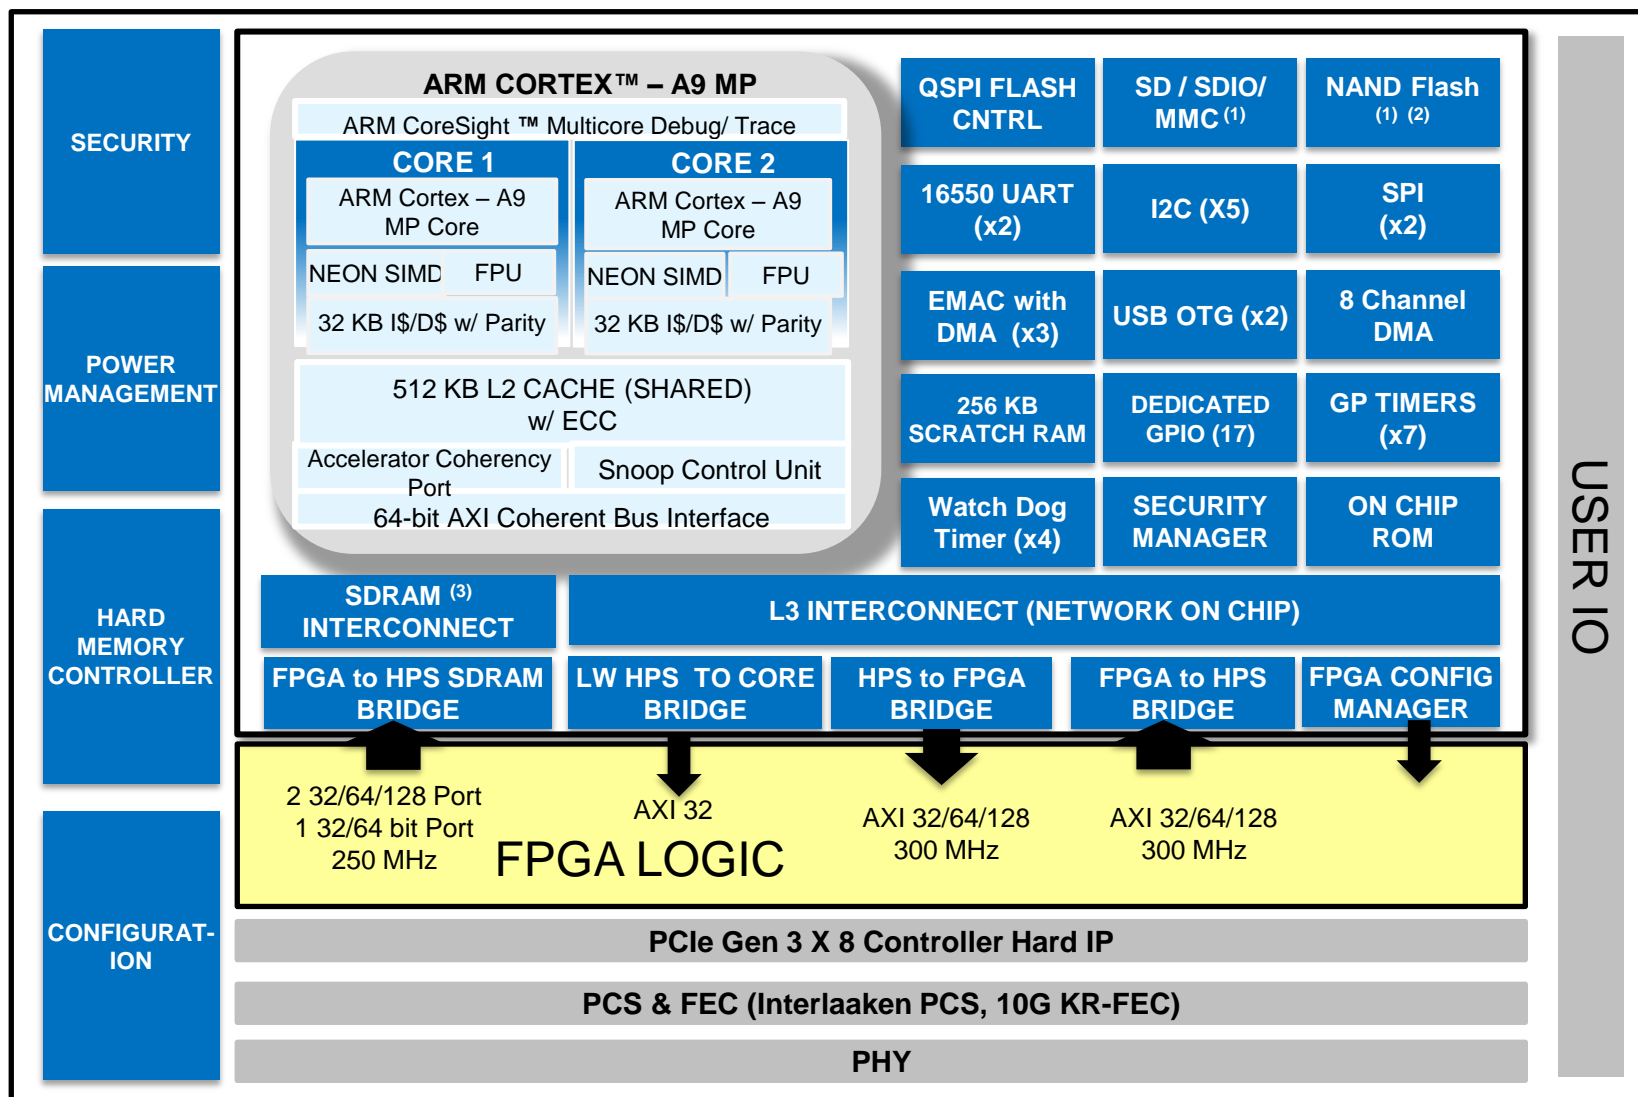 SECURITY
POWER
MANAGEMENT
HARD
MEMORY
CONTROLLER
CONFIGURAT-
ION
ARM CORTEX™ – A9 MP
ARM CoreSight ™ Multicore Debug/ Trace
CORE 1
ARM Cortex – A9
MP Core
NEON SIMD
FPU
32 KB I$/D$ w/ Parity
CORE 2
ARM Cortex – A9
MP Core
NEON SIMD
FPU
32 KB I$/D$ w/ Parity
512 KB L2 CACHE (SHARED)
w/ ECC
Accelerator Coherency
Port
Snoop Control Unit
64-bit AXI Coherent Bus Interface
QSPI FLASH
CNTRL
SD / SDIO/
MMC (1)
NAND Flash
(1) (2)
16550 UART
(x2)
I2C (X5)
SPI
(x2)
EMAC with
DMA (x3)
USB OTG (x2)
8 Channel
DMA
256 KB
SCRATCH RAM
DEDICATED
GPIO (17)
GP TIMERS
(x7)
Watch Dog
Timer (x4)
SECURITY
MANAGER
ON CHIP
ROM
SDRAM (3)
INTERCONNECT
L3 INTERCONNECT (NETWORK ON CHIP)
FPGA to HPS SDRAM
BRIDGE
LW HPS TO CORE
BRIDGE
HPS to FPGA
BRIDGE
FPGA to HPS
BRIDGE
FPGA CONFIG
MANAGER
2 32/64/128 Port
1 32/64 bit Port
250 MHz
AXI 32
AXI 32/64/128
300 MHz
AXI 32/64/128
300 MHz
FPGA LOGIC
PCIe Gen 3 X 8 Controller Hard IP
PCS & FEC (Interlaaken PCS, 10G KR-FEC)
PHY
USER IO